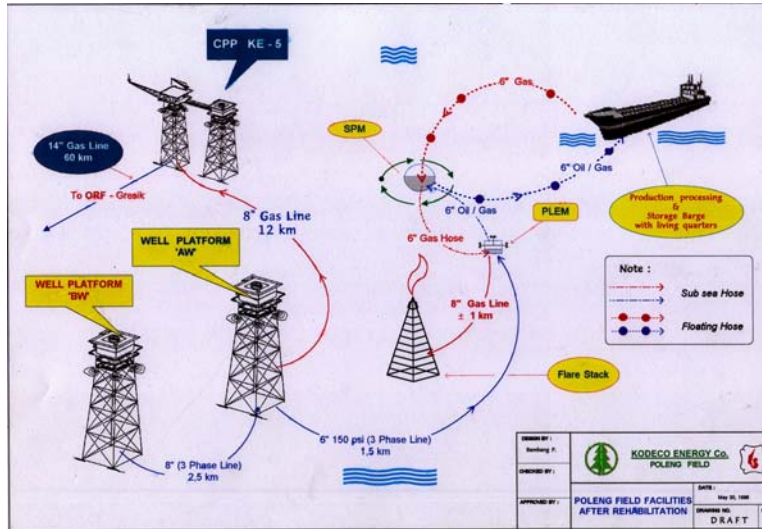 CPP KE - 5
14" Gas Line
60 km
To ORF - Gresik
8" Gas Line
12 km
WELL PLATFORM
'AW'
WELL PLATFORM
'BW'
8" (3 Phase Line)
2,5 km
6" 150 psi (3 Phase Line)
1,5 km
SPM
6" Gas
6" Oil / Gas
6" Oil / Gas
PLEM
6" Gas Hose
8" Gas Line
± 1 km
Flare Stack
Production processing
&
Storage Barge
with living quarters
Note :
Sub sea Hose
Floating Hose
DESIGN BY :
Bambang P.
CHECKED BY :
APPROVED BY :
KODECO ENERGY Co.
POLENG FIELD
POLENG FIELD FACILITIES
AFTER REHABILITATION
DATE :
DRAWING NO.
DRAFT